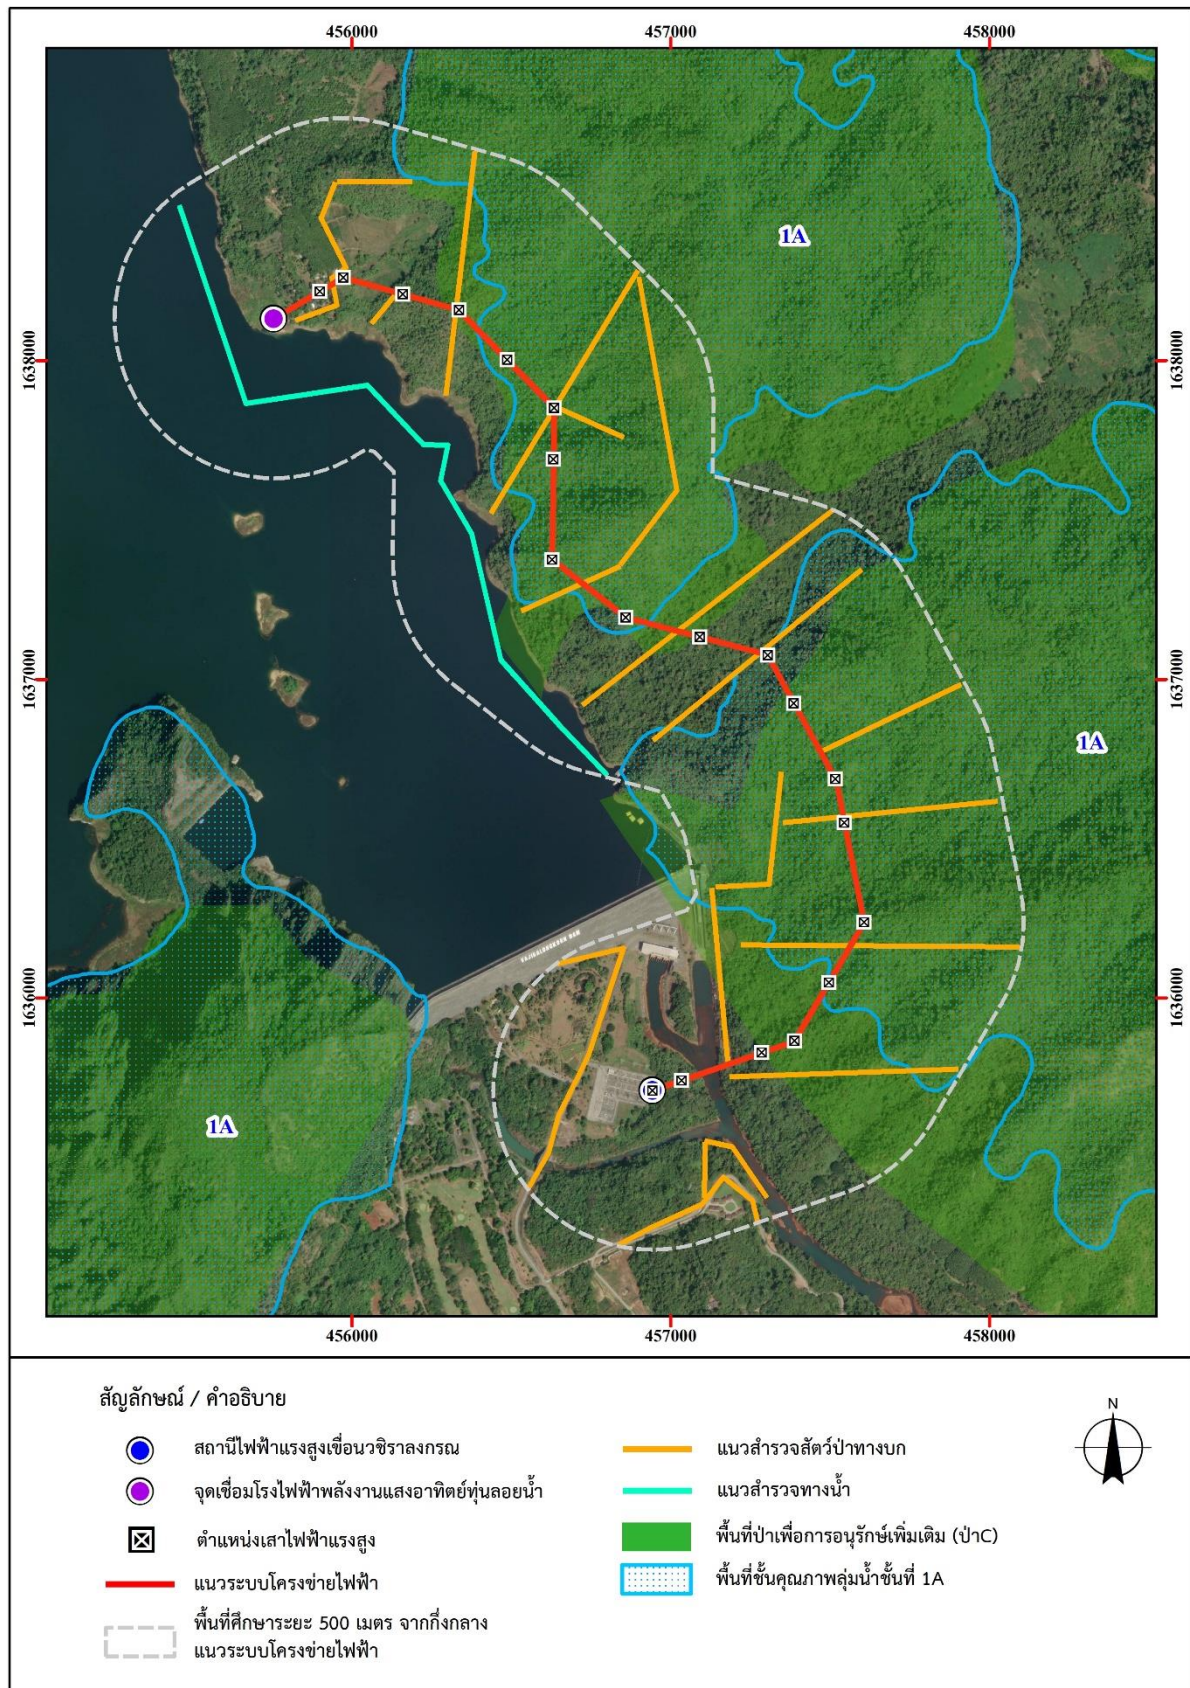 456000 457000 458000
1A
1638000 1638000
1637000 1637000
1A
VAJIRALONGKORN DAM
1636000 1636000
1A
456000 457000 458000
สัญลักษณ์ / คำอธิบาย
สถานีไฟฟ้าแรงสูงเขื่อนวชิราลงกรณ
จุดเชื่อมโรงไฟฟ้าพลังงานแสงอาทิตย์ทุ่นลอยน้ำ
ตำแหน่งเสาไฟฟ้าแรงสูง
แนวระบบโครงข่ายไฟฟ้า
พื้นที่ศึกษาระยะ 500 เมตร จากกึ่งกลาง
แนวระบบโครงข่ายไฟฟ้า
แนวสำรวจสัตว์ป่าทางบก
แนวสำรวจทางน้ำ
พื้นที่ป่าเพื่อการอนุรักษ์เพิ่มเติม (ป่าC)
พื้นที่ชั้นคุณภาพลุ่มน้ำชั้นที่ 1A
N